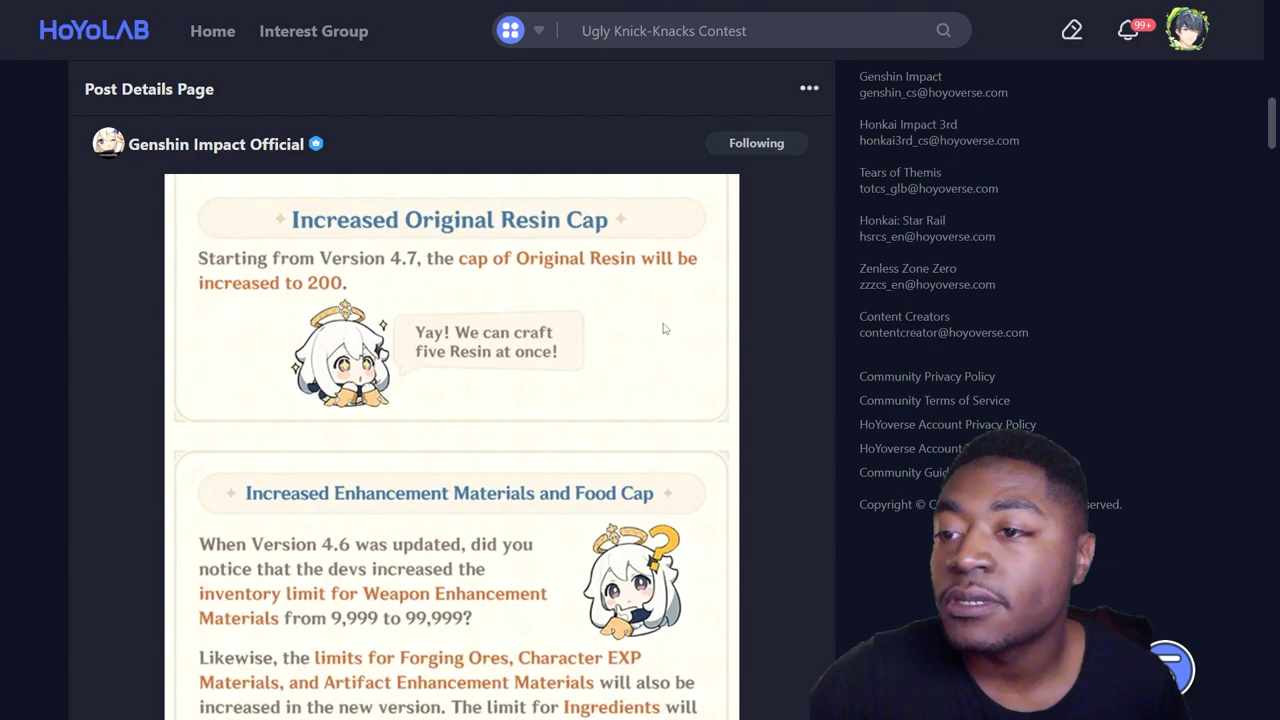 HoYoLAB
Home
Interest Group
Ugly Knick-Knacks Contest
99+
Post Details Page
Genshin Impact Official
Following
Increased Original Resin Cap
Starting from Version 4.7, the cap of Original Resin will be
increased to 200.
Yay! We can craft
five Resin at once!
Increased Enhancement Materials and Food Cap
When Version 4.6 was updated, did you
notice that the devs increased the
inventory limit for Weapon Enhancement
Materials from 9,999 to 99,999?
Likewise, the limits for Forging Ores, Character EXP
Materials, and Artifact Enhancement Materials will also be
increased in the new version. The limit for Ingredients will
Genshin Impact
genshin_cs@hoyoverse.com
Honkai Impact 3rd
honkai3rd_cs@hoyoverse.com
Tears of Themis
totcs_glb@hoyoverse.com
Honkai: Star Rail
hsrcs_en@hoyoverse.com
Zenless Zone Zero
zzzcs_en@hoyoverse.com
Content Creators
contentcreator@hoyoverse.com
Community Privacy Policy
Community Terms of Service
HoYoverse Account Privacy Policy
HoYoverse Account
Community
Copyright ©